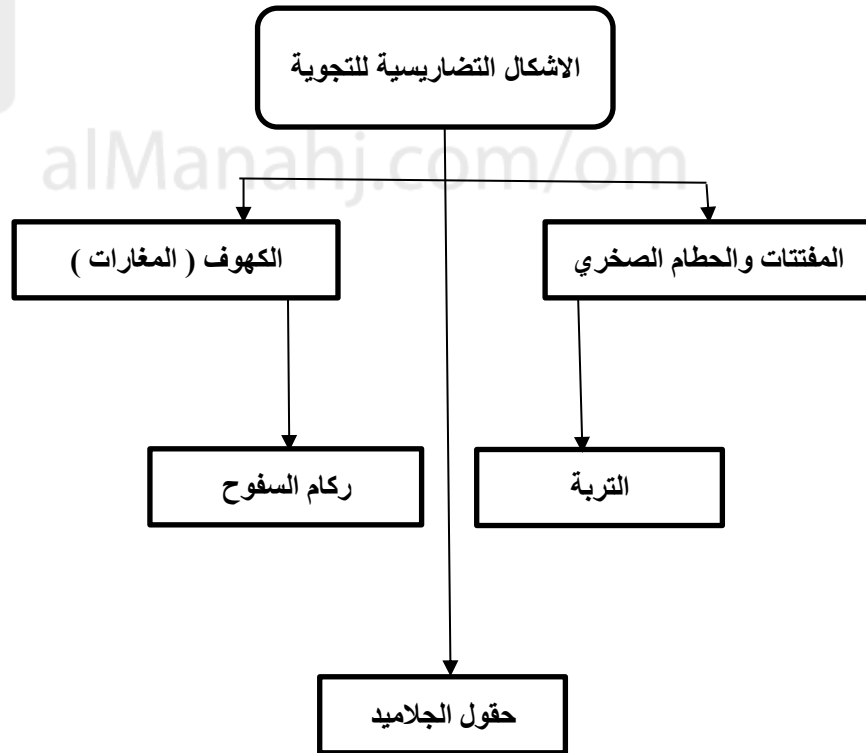 الاشكال التضاريسية للتجوية
alManahj.com/om
المفتتات والحطام الصخري
الكهوف ( المغارات )
التربة
ركام السفوح
حقول الجلاميد